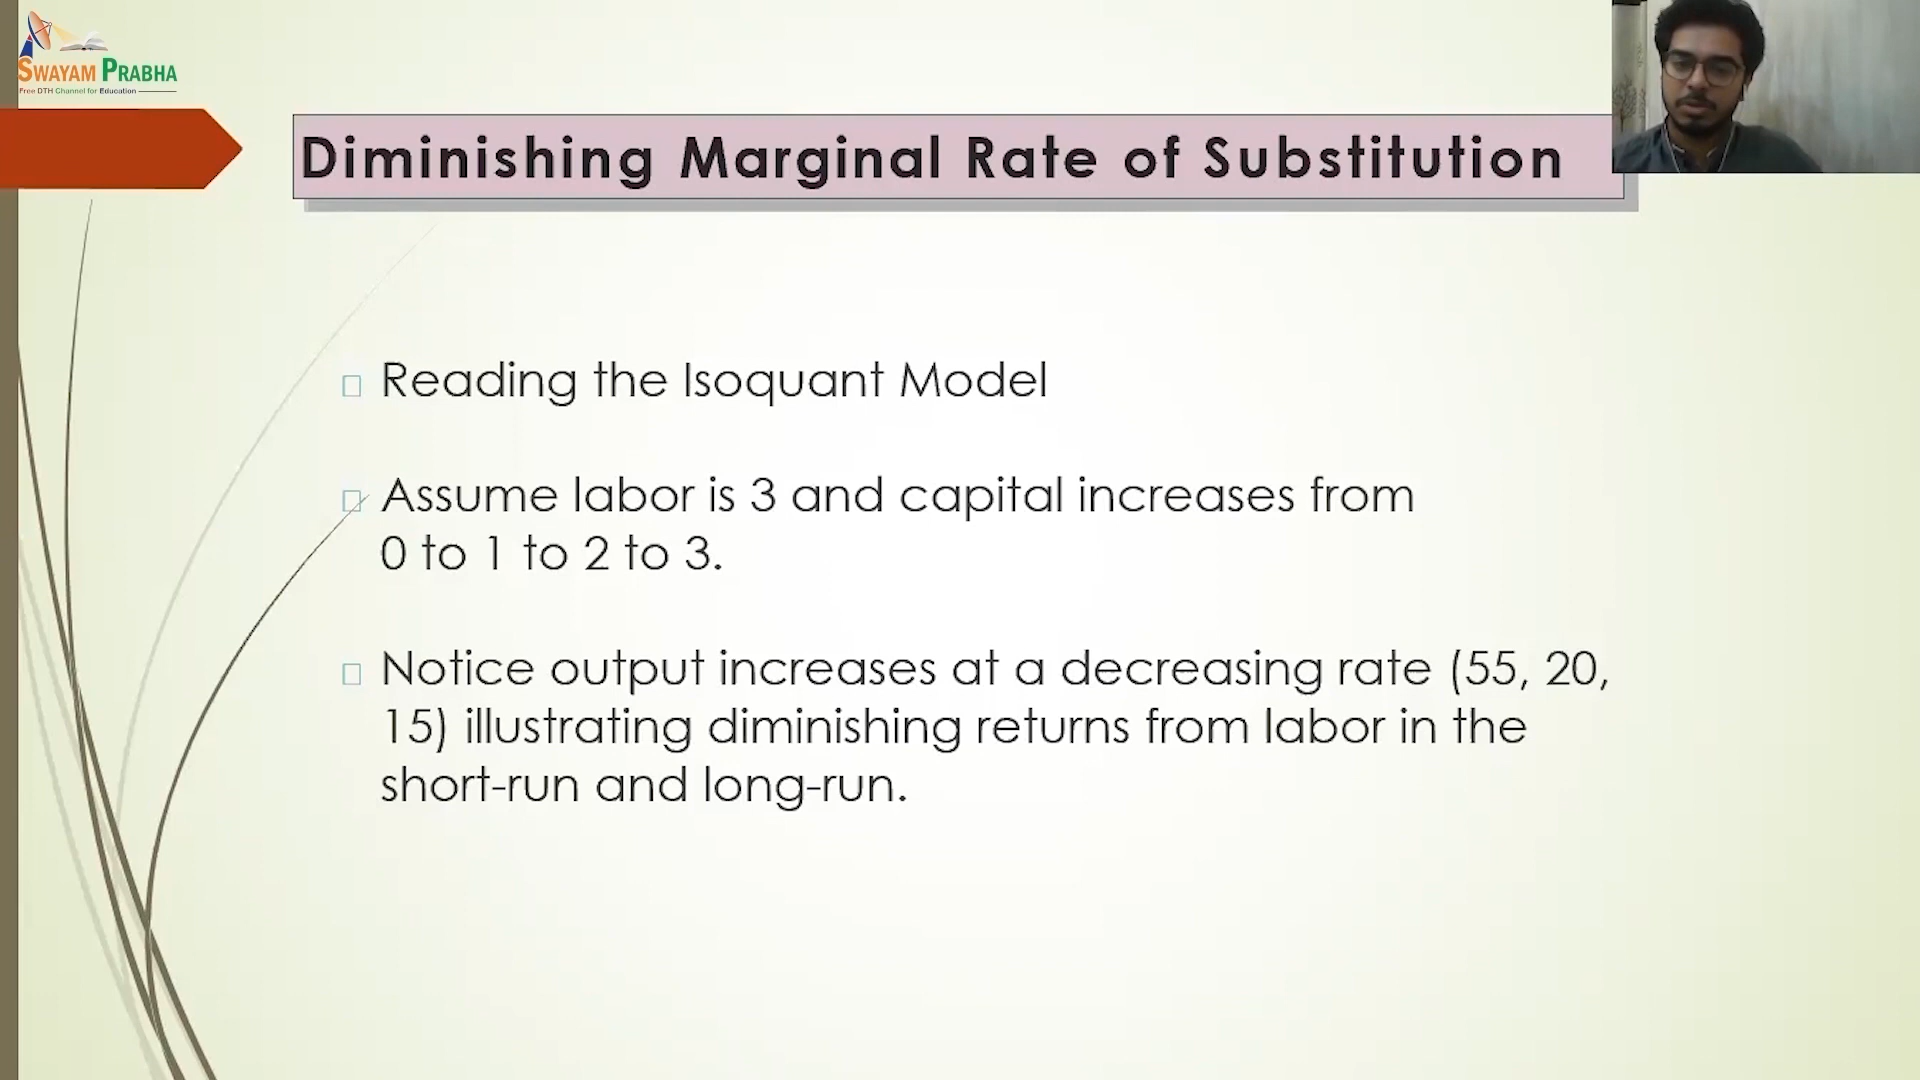 SWAYAM PRABHA
Free DTH Channel for Education
Diminishing Marginal Rate of Substitution
Reading the Isoquant Model
Assume labor is 3 and capital increases from
0 to 1 to 2 to 3.
Notice output increases at a decreasing rate (55, 20,
15) illustrating diminishing returns from labor in the
short-run and long-run.